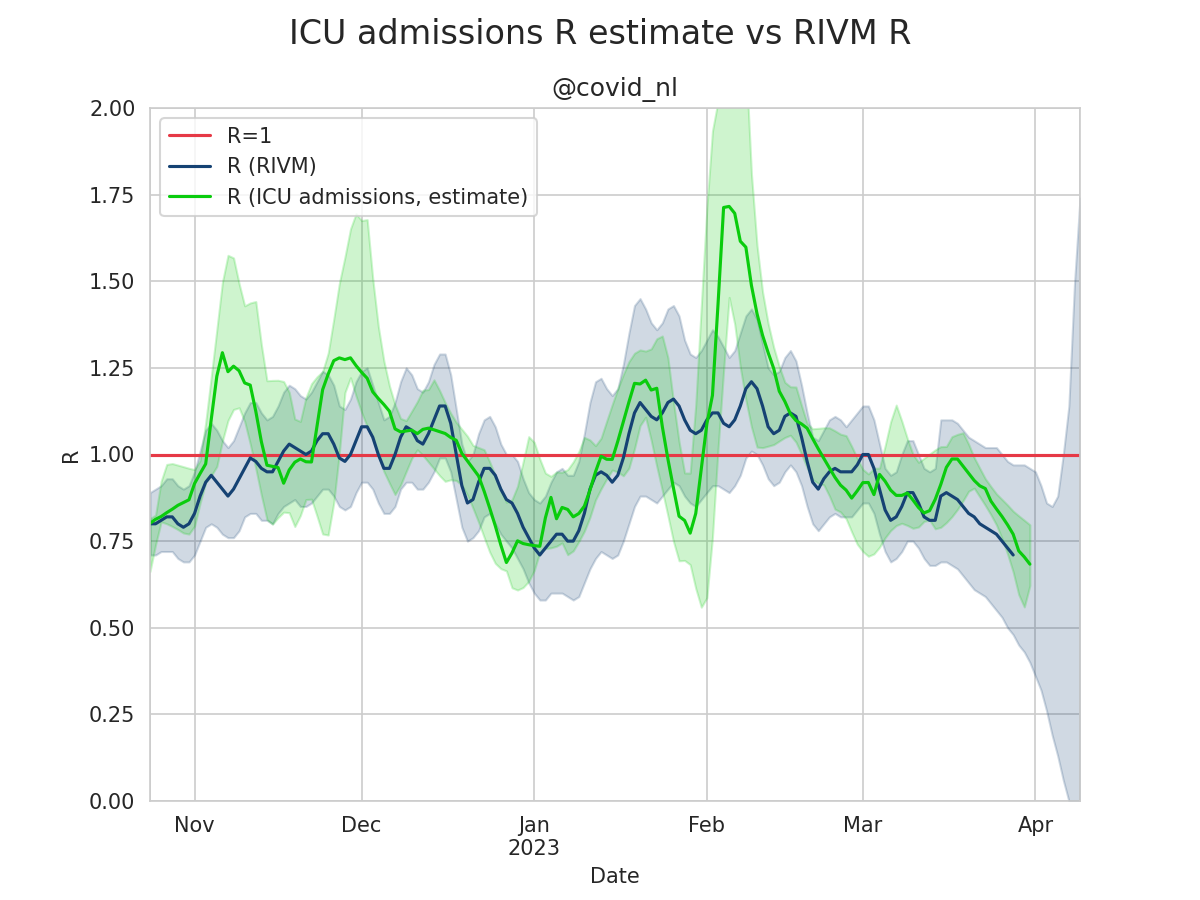 ICU admissions R estimate vs RIVM R
@covid_nl
2.00
1.75
1.50
1.25
1.00
0.75
0.50
0.25
0.00
R
R=1
R (RIVM)
R (ICU admissions, estimate)
Nov
Dec
Jan
2023
Feb
Mar
Apr
Date